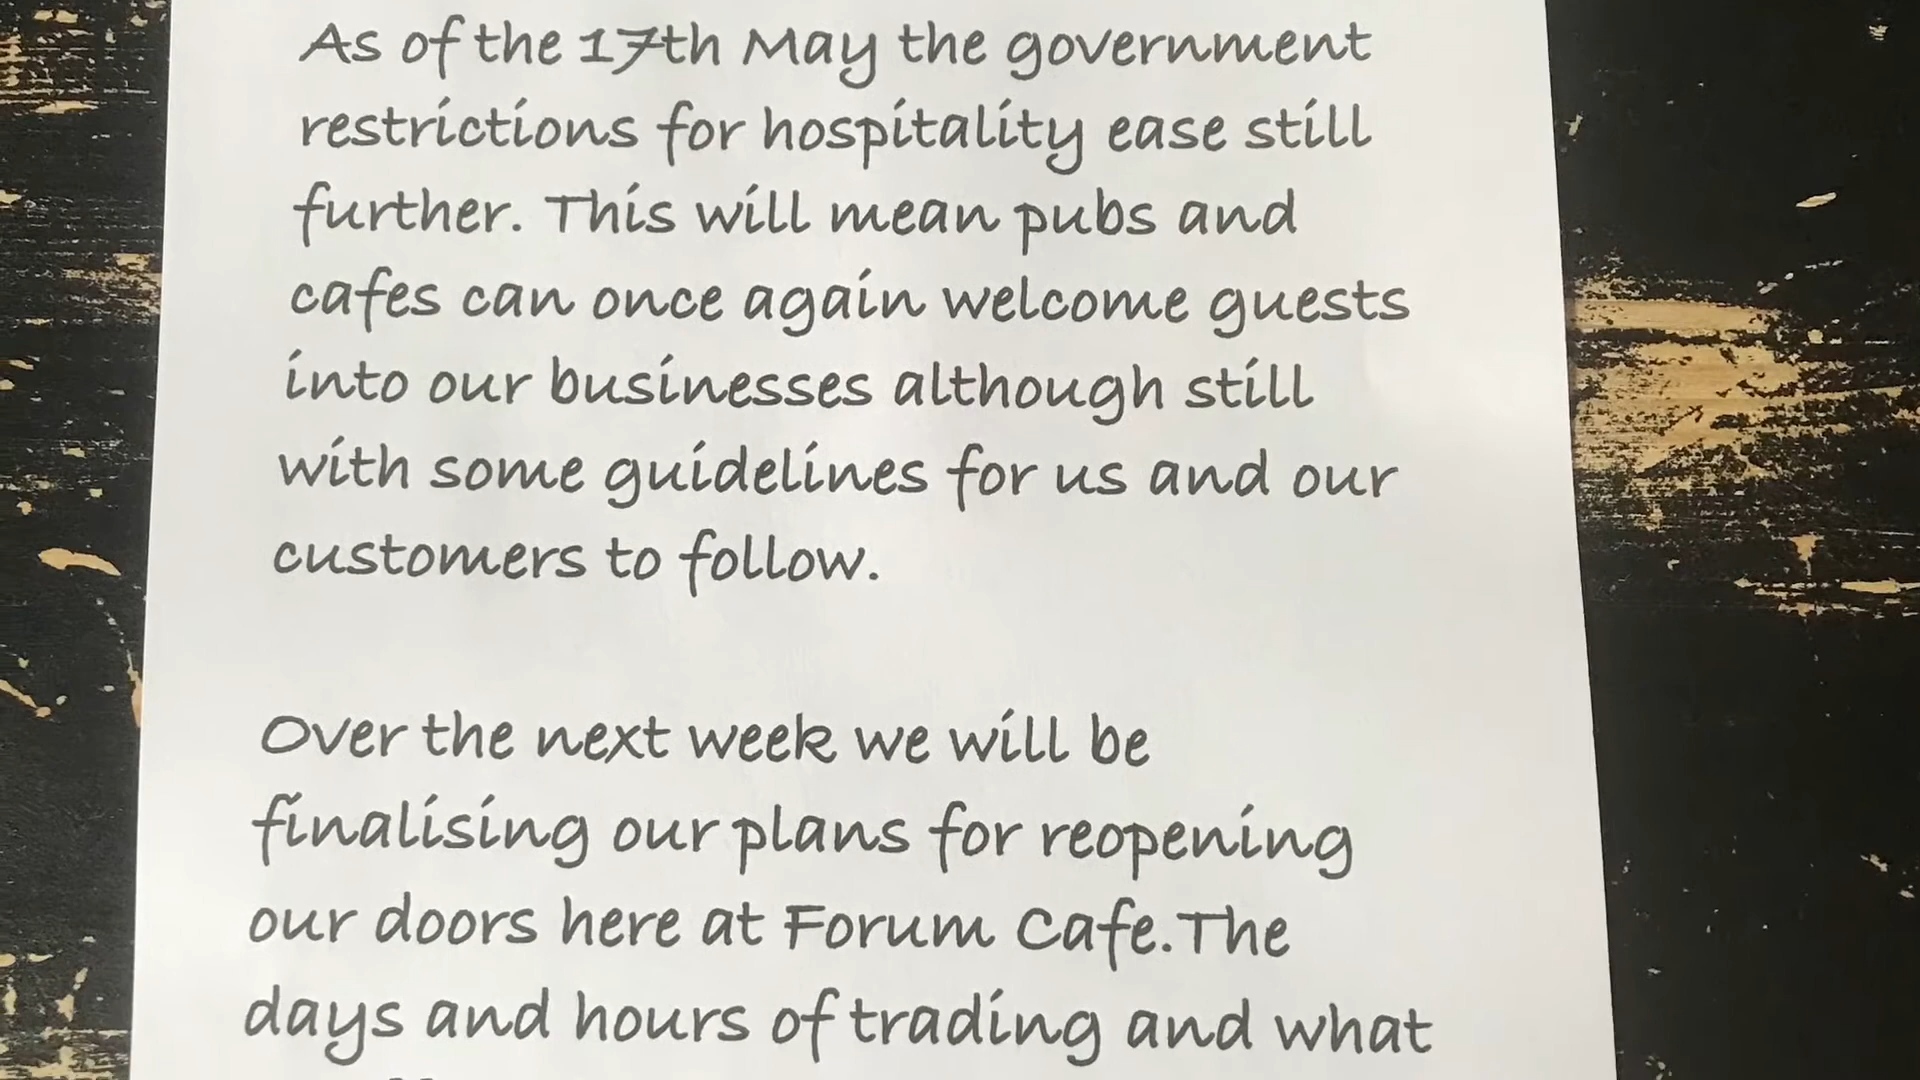 As of the 17th May the government
restrictions for hospitality ease still
further. This will mean pubs and
cafes can once again welcome guests
into our businesses although still
with some guidelines for us and our
customers to follow.
Over the next week we will be
finalising our plans for reopening
our doors here at Forum Cafe.The
days and hours of trading and what